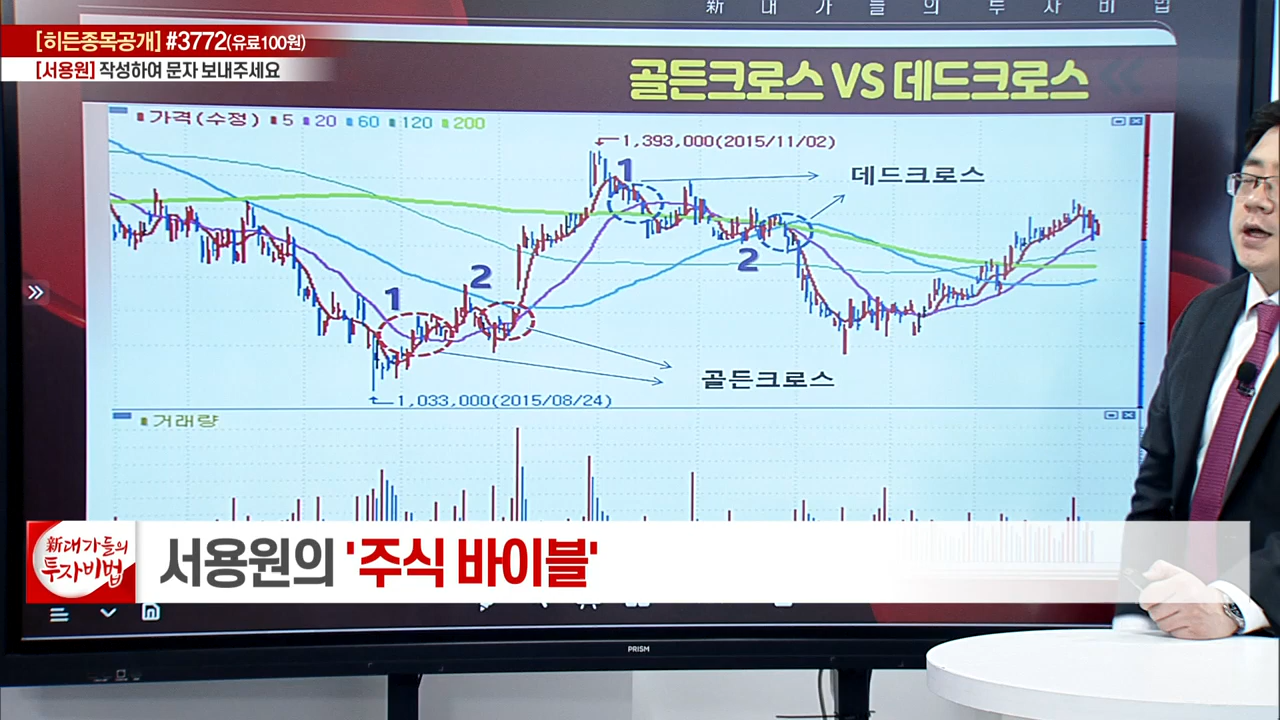 新 대 가 들 의 투 자 비 법
[히든종목공개] #3772(유료100원)
[서용원] 작성하여 문자 보내주세요
골든크로스 VS 데드크로스
가격(수정) 5 20 60 120 200
1,393,000(2015/11/02)
1
데드크로스
2
1
2
골든크로스
1,033,000(2015/08/24)
거래량
新대가들의
투자비법
서용원의 '주식 바이블'
PRISM